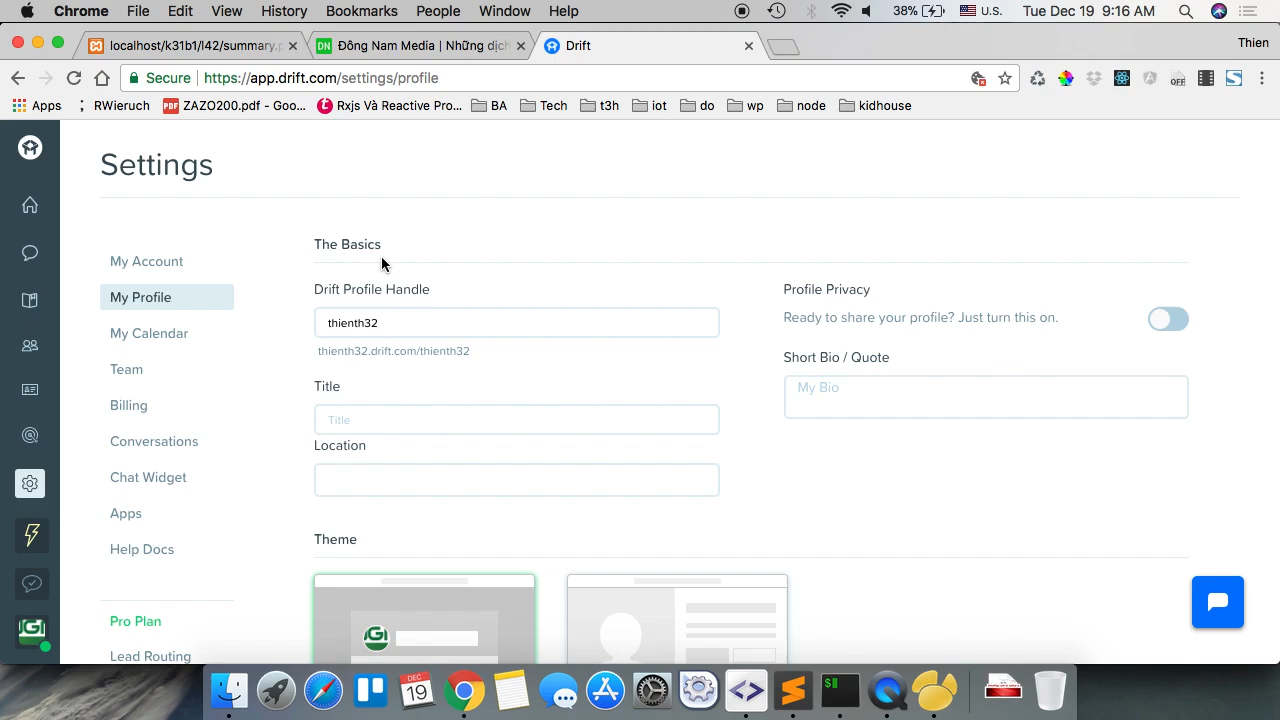 Chrome File Edit View History Bookmarks People Window Help 38% U.S. Tue Dec 19 9:16 AM
localhost/k31b1/l42/summary.p
Đông Nam Media | Những dịch
Drift
Thien
Secure | https://app.drift.com/settings/profile
OFF
Apps RWieruch ZAZO200.pdf - Goo... Rxjs Và Reactive Pro... BA Tech t3h iot do wp node kidhouse
Settings
My Account
My Profile
My Calendar
Team
Billing
Conversations
Chat Widget
Apps
Help Docs
Pro Plan
Lead Routing
The Basics
Drift Profile Handle
thienth32
thienth32.drift.com/thienth32
Title
Title
Location
Profile Privacy
Ready to share your profile? Just turn this on.
Short Bio / Quote
My Bio
Theme
DEC
19